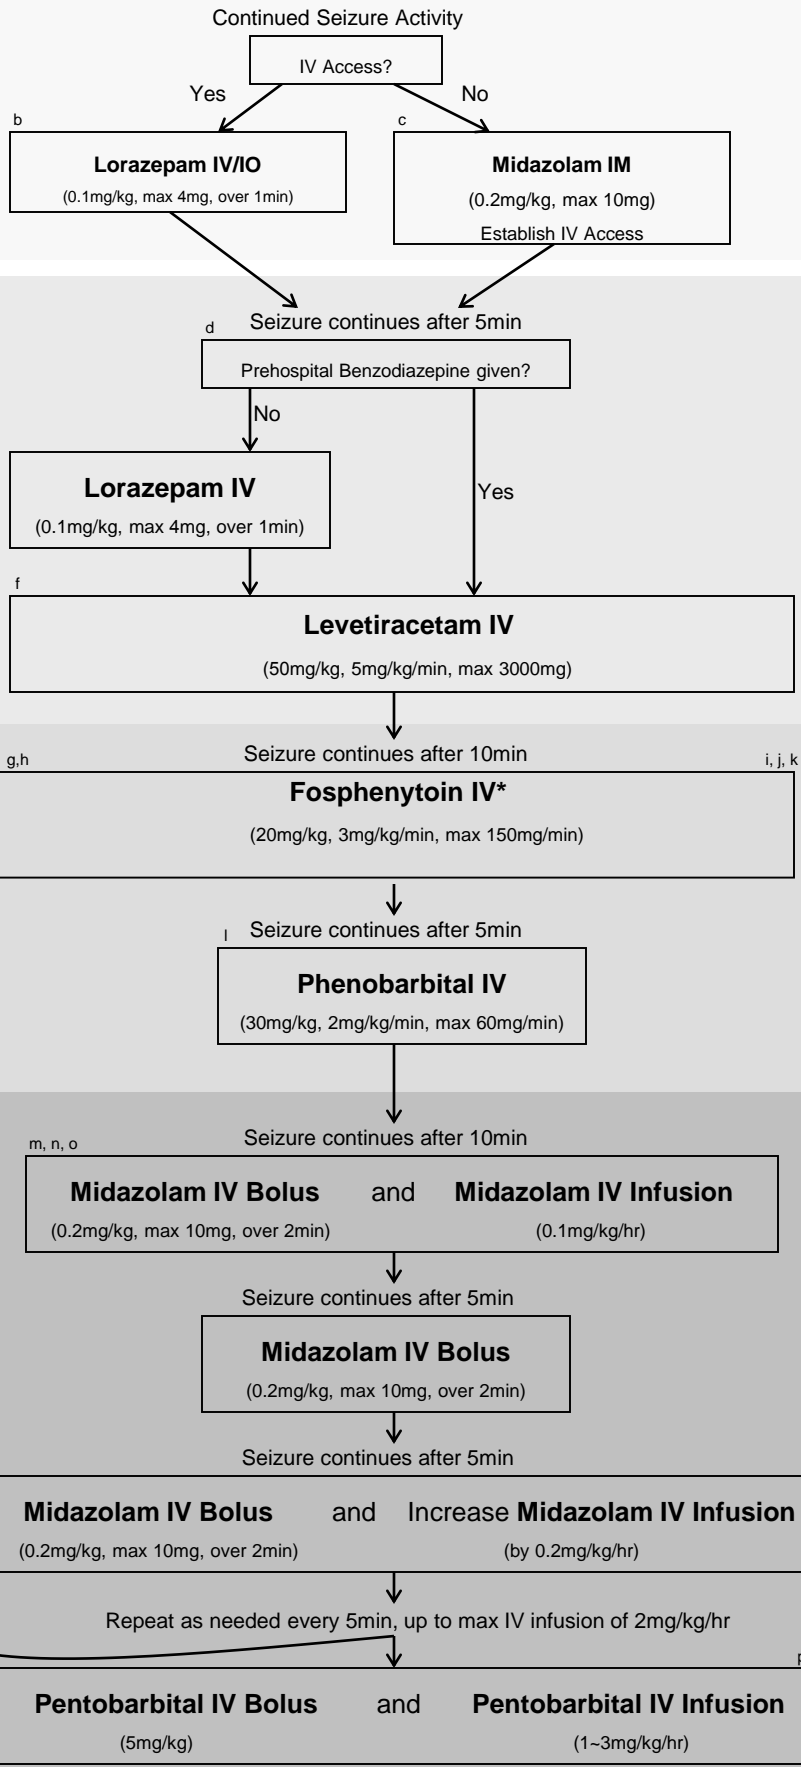 Continued Seizure Activity
IV Access?
Yes
No
b
c
Lorazepam IV/IO
(0.1mg/kg, max 4mg, over 1min)
Midazolam IM
(0.2mg/kg, max 10mg)
Establish IV Access
Seizure continues after 5min
d
Prehospital Benzodiazepine given?
No
Lorazepam IV
(0.1mg/kg, max 4mg, over 1min)
Yes
f
Levetiracetam IV
(50mg/kg, 5mg/kg/min, max 3000mg)
Seizure continues after 10min
g,h
i, j, k
Fosphenytoin IV*
(20mg/kg, 3mg/kg/min, max 150mg/min)
Seizure continues after 5min
l
Phenobarbital IV
(30mg/kg, 2mg/kg/min, max 60mg/min)
Seizure continues after 10min
m, n, o
Midazolam IV Bolus and Midazolam IV Infusion
(0.2mg/kg, max 10mg, over 2min) (0.1mg/kg/hr)
Seizure continues after 5min
Midazolam IV Bolus
(0.2mg/kg, max 10mg, over 2min)
Seizure continues after 5min
Midazolam IV Bolus and Increase Midazolam IV Infusion
(0.2mg/kg, max 10mg, over 2min) (by 0.2mg/kg/hr)
Repeat as needed every 5min, up to max IV infusion of 2mg/kg/hr
Pentobarbital IV Bolus and Pentobarbital IV Infusion
(5mg/kg) (1~3mg/kg/hr)